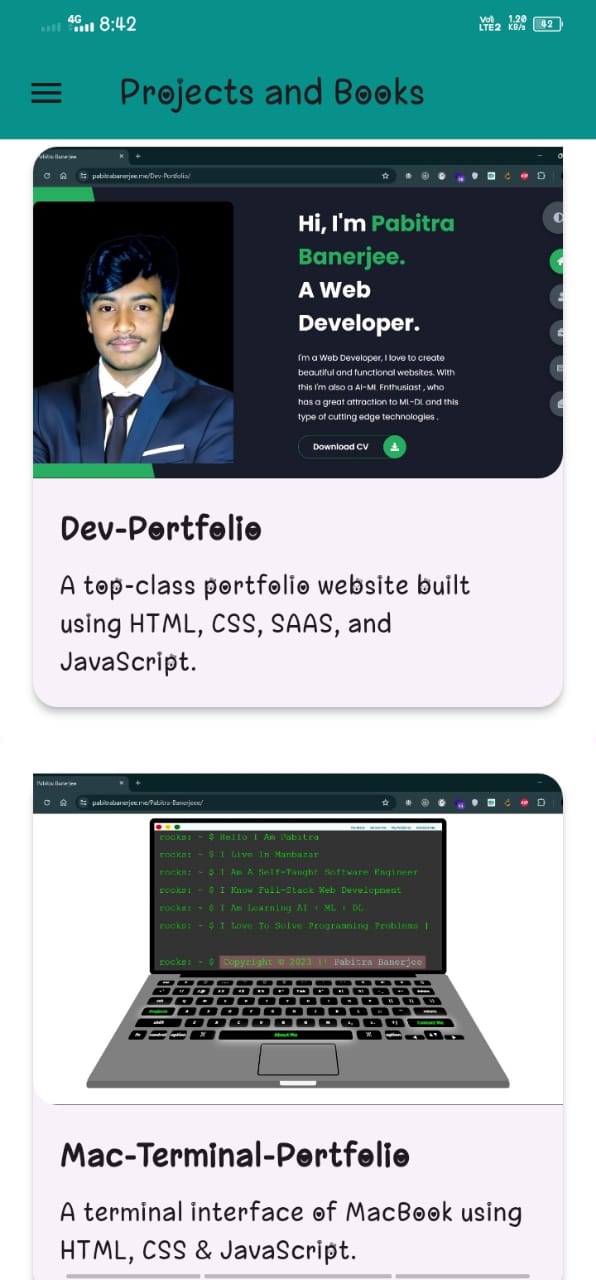 4G 8:42 Vo) LTE2 1.20 KB/s 42
Projects and Books
Pabitra Banerjee
pabitrabanerjee.me/Dev-Portfolio/
Hi, I'm Pabitra
Banerjee.
A Web
Developer.
I'm a Web Developer, I love to create
beautiful and functional websites. With
this I'm also a AI-ML Enthusiast , who
has a great attraction to ML-DL and this
type of cutting edge technologies .
Download CV
Dev-Portfolio
A top-class portfolio website built
using HTML, CSS, SAAS, and
JavaScript.
Pabitra Banerjee
pabitrabanerjee.me/Pabitra-Banerjee/
rocks: ~ $ Hello I Am Pabitra
rocks: ~ $ I Live In Manbazar
rocks: ~ $ I Am A Self-Taught Software Engineer
rocks: ~ $ I Know Full-Stack Web Development
rocks: ~ $ I Am Learning AI + ML + DL
rocks: ~ $ I Love To Solve Programming Problems |
rocks: ~ $ Copyright © 2023 !! Pabitra Banerjee
Projects
Contact Me
About Me
Mac-Terminal-Portfolio
A terminal interface of MacBook using
HTML, CSS & JavaScript.